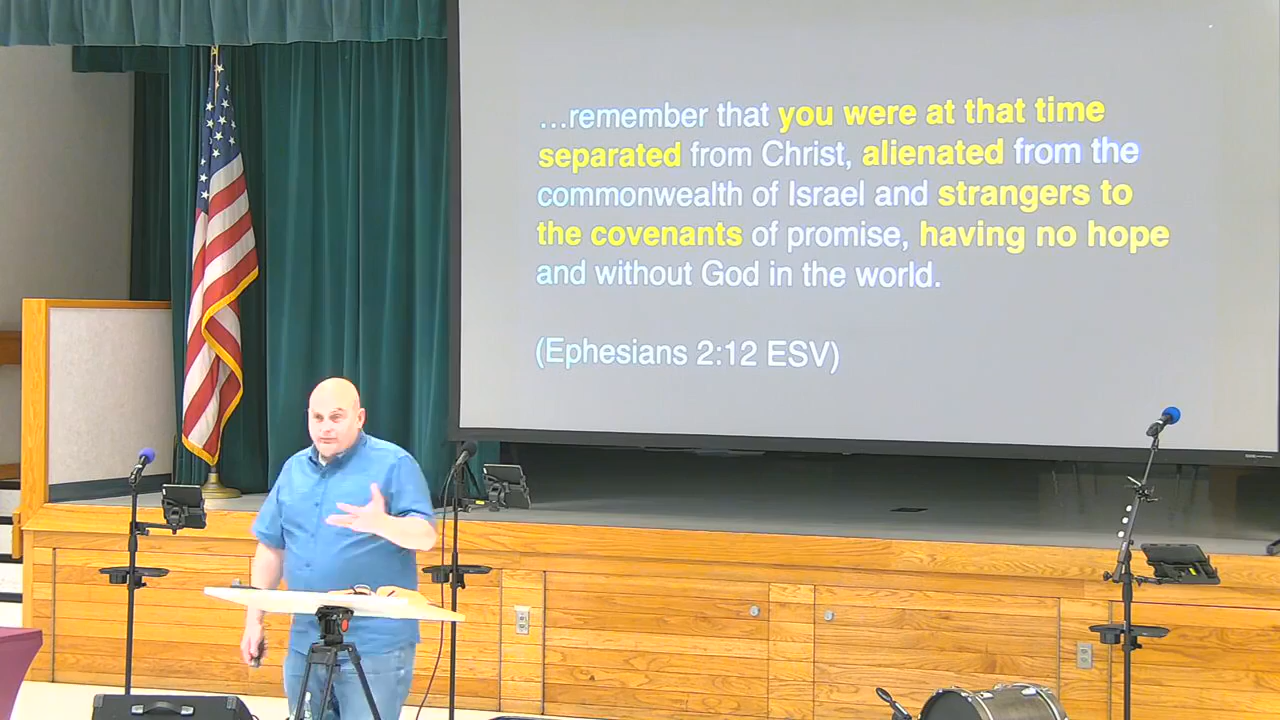 …remember that you were at that time
separated from Christ, alienated from the
commonwealth of Israel and strangers to
the covenants of promise, having no hope
and without God in the world.
(Ephesians 2:12 ESV)